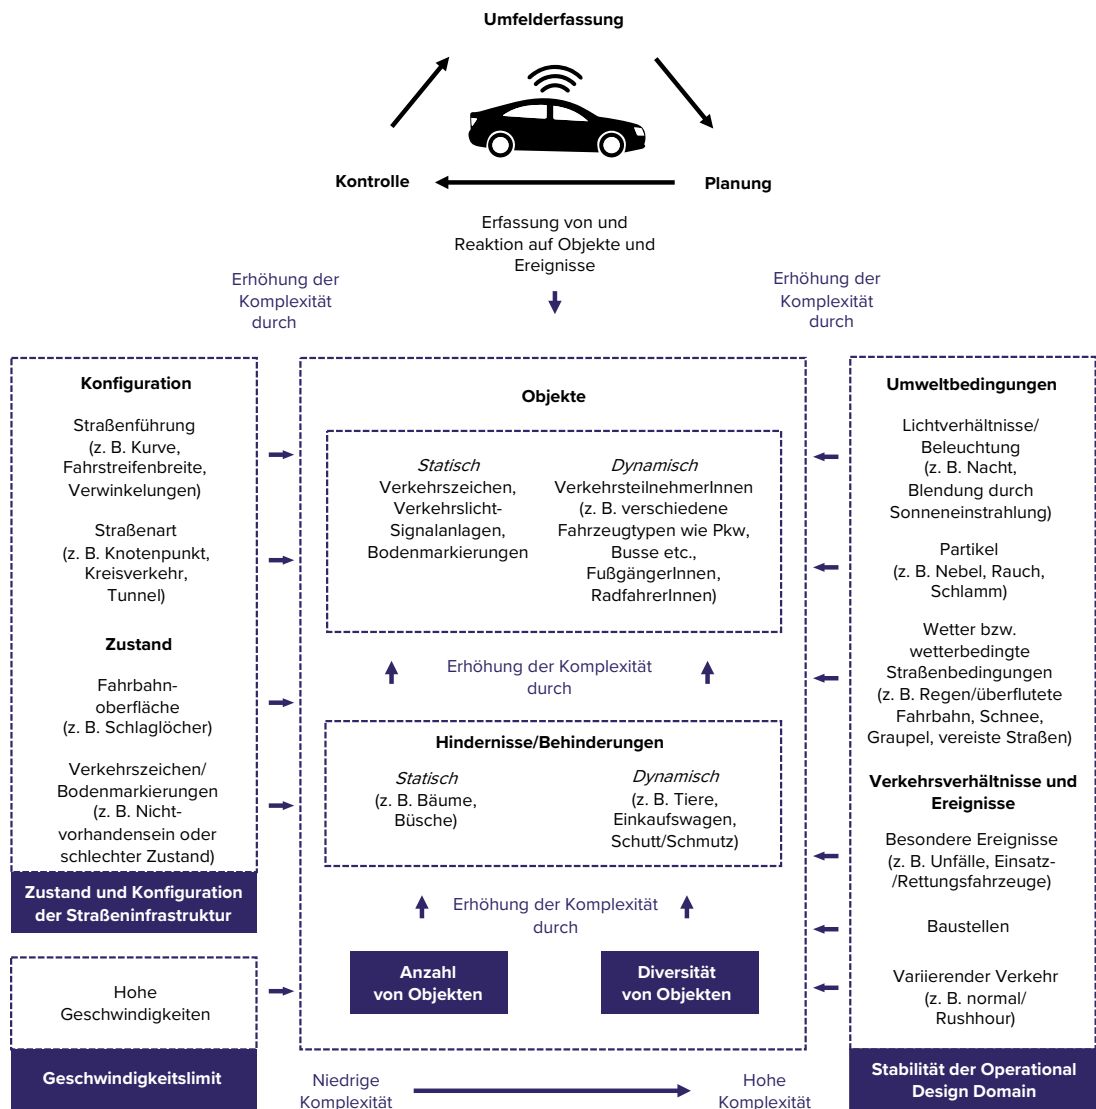 Umfelderfassung
Kontrolle
Planung
Erfassung von und
Reaktion auf Objekte und
Ereignisse
Erhöhung der
Komplexität
durch
Erhöhung der
Komplexität
durch
Konfiguration
Straßenführung
(z. B. Kurve,
Fahrstreifenbreite,
Verwinkelungen)
Straßenart
(z. B. Knotenpunkt,
Kreisverkehr,
Tunnel)
Zustand
Fahrbahn-
oberfläche
(z. B. Schlaglöcher)
Verkehrszeichen/
Bodenmarkierungen
(z. B. Nicht-
vorhandensein oder
schlechter Zustand)
Zustand und Konfiguration
der Straßeninfrastruktur
Hohe
Geschwindigkeiten
Geschwindigkeitslimit
Objekte
Statisch
Verkehrszeichen,
Verkehrslicht-
Signalanlagen,
Bodenmarkierungen
Dynamisch
VerkehrsteilnehmerInnen
(z. B. verschiedene
Fahrzeugtypen wie Pkw,
Busse etc.,
FußgängerInnen,
RadfahrerInnen)
Erhöhung der Komplexität
durch
Hindernisse/Behinderungen
Statisch
(z. B. Bäume,
Büsche)
Dynamisch
(z. B. Tiere,
Einkaufswagen,
Schutt/Schmutz)
Erhöhung der Komplexität
durch
Anzahl
von Objekten
Diversität
von Objekten
Niedrige
Komplexität
Hohe
Komplexität
Umweltbedingungen
Lichtverhältnisse/
Beleuchtung
(z. B. Nacht,
Blendung durch
Sonneneinstrahlung)
Partikel
(z. B. Nebel, Rauch,
Schlamm)
Wetter bzw.
wetterbedingte
Straßenbedingungen
(z. B. Regen/überflutete
Fahrbahn, Schnee,
Graupel, vereiste Straßen)
Verkehrsverhältnisse und
Ereignisse
Besondere Ereignisse
(z. B. Unfälle, Einsatz-
/Rettungsfahrzeuge)
Baustellen
Variierender Verkehr
(z. B. normal/
Rushhour)
Stabilität der Operational
Design Domain